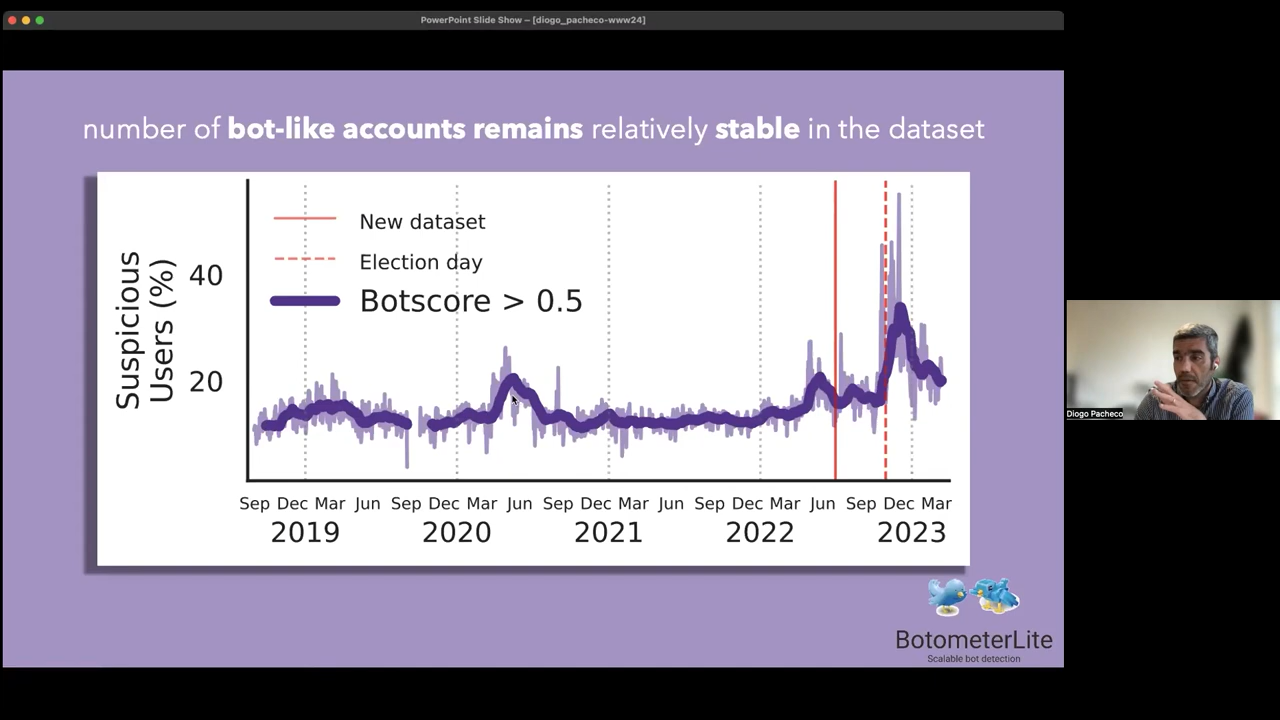 PowerPoint Slide Show – [diogo_pacheco-www24]
number of bot-like accounts remains relatively stable in the dataset
New dataset
Election day
Botscore > 0.5
Suspicious
Users (%)
40
20
Sep Dec Mar Jun Sep Dec Mar Jun Sep Dec Mar Jun Sep Dec Mar Jun Sep Dec Mar
2019 2020 2021 2022 2023
BotometerLite
Scalable bot detection
Diogo Pacheco